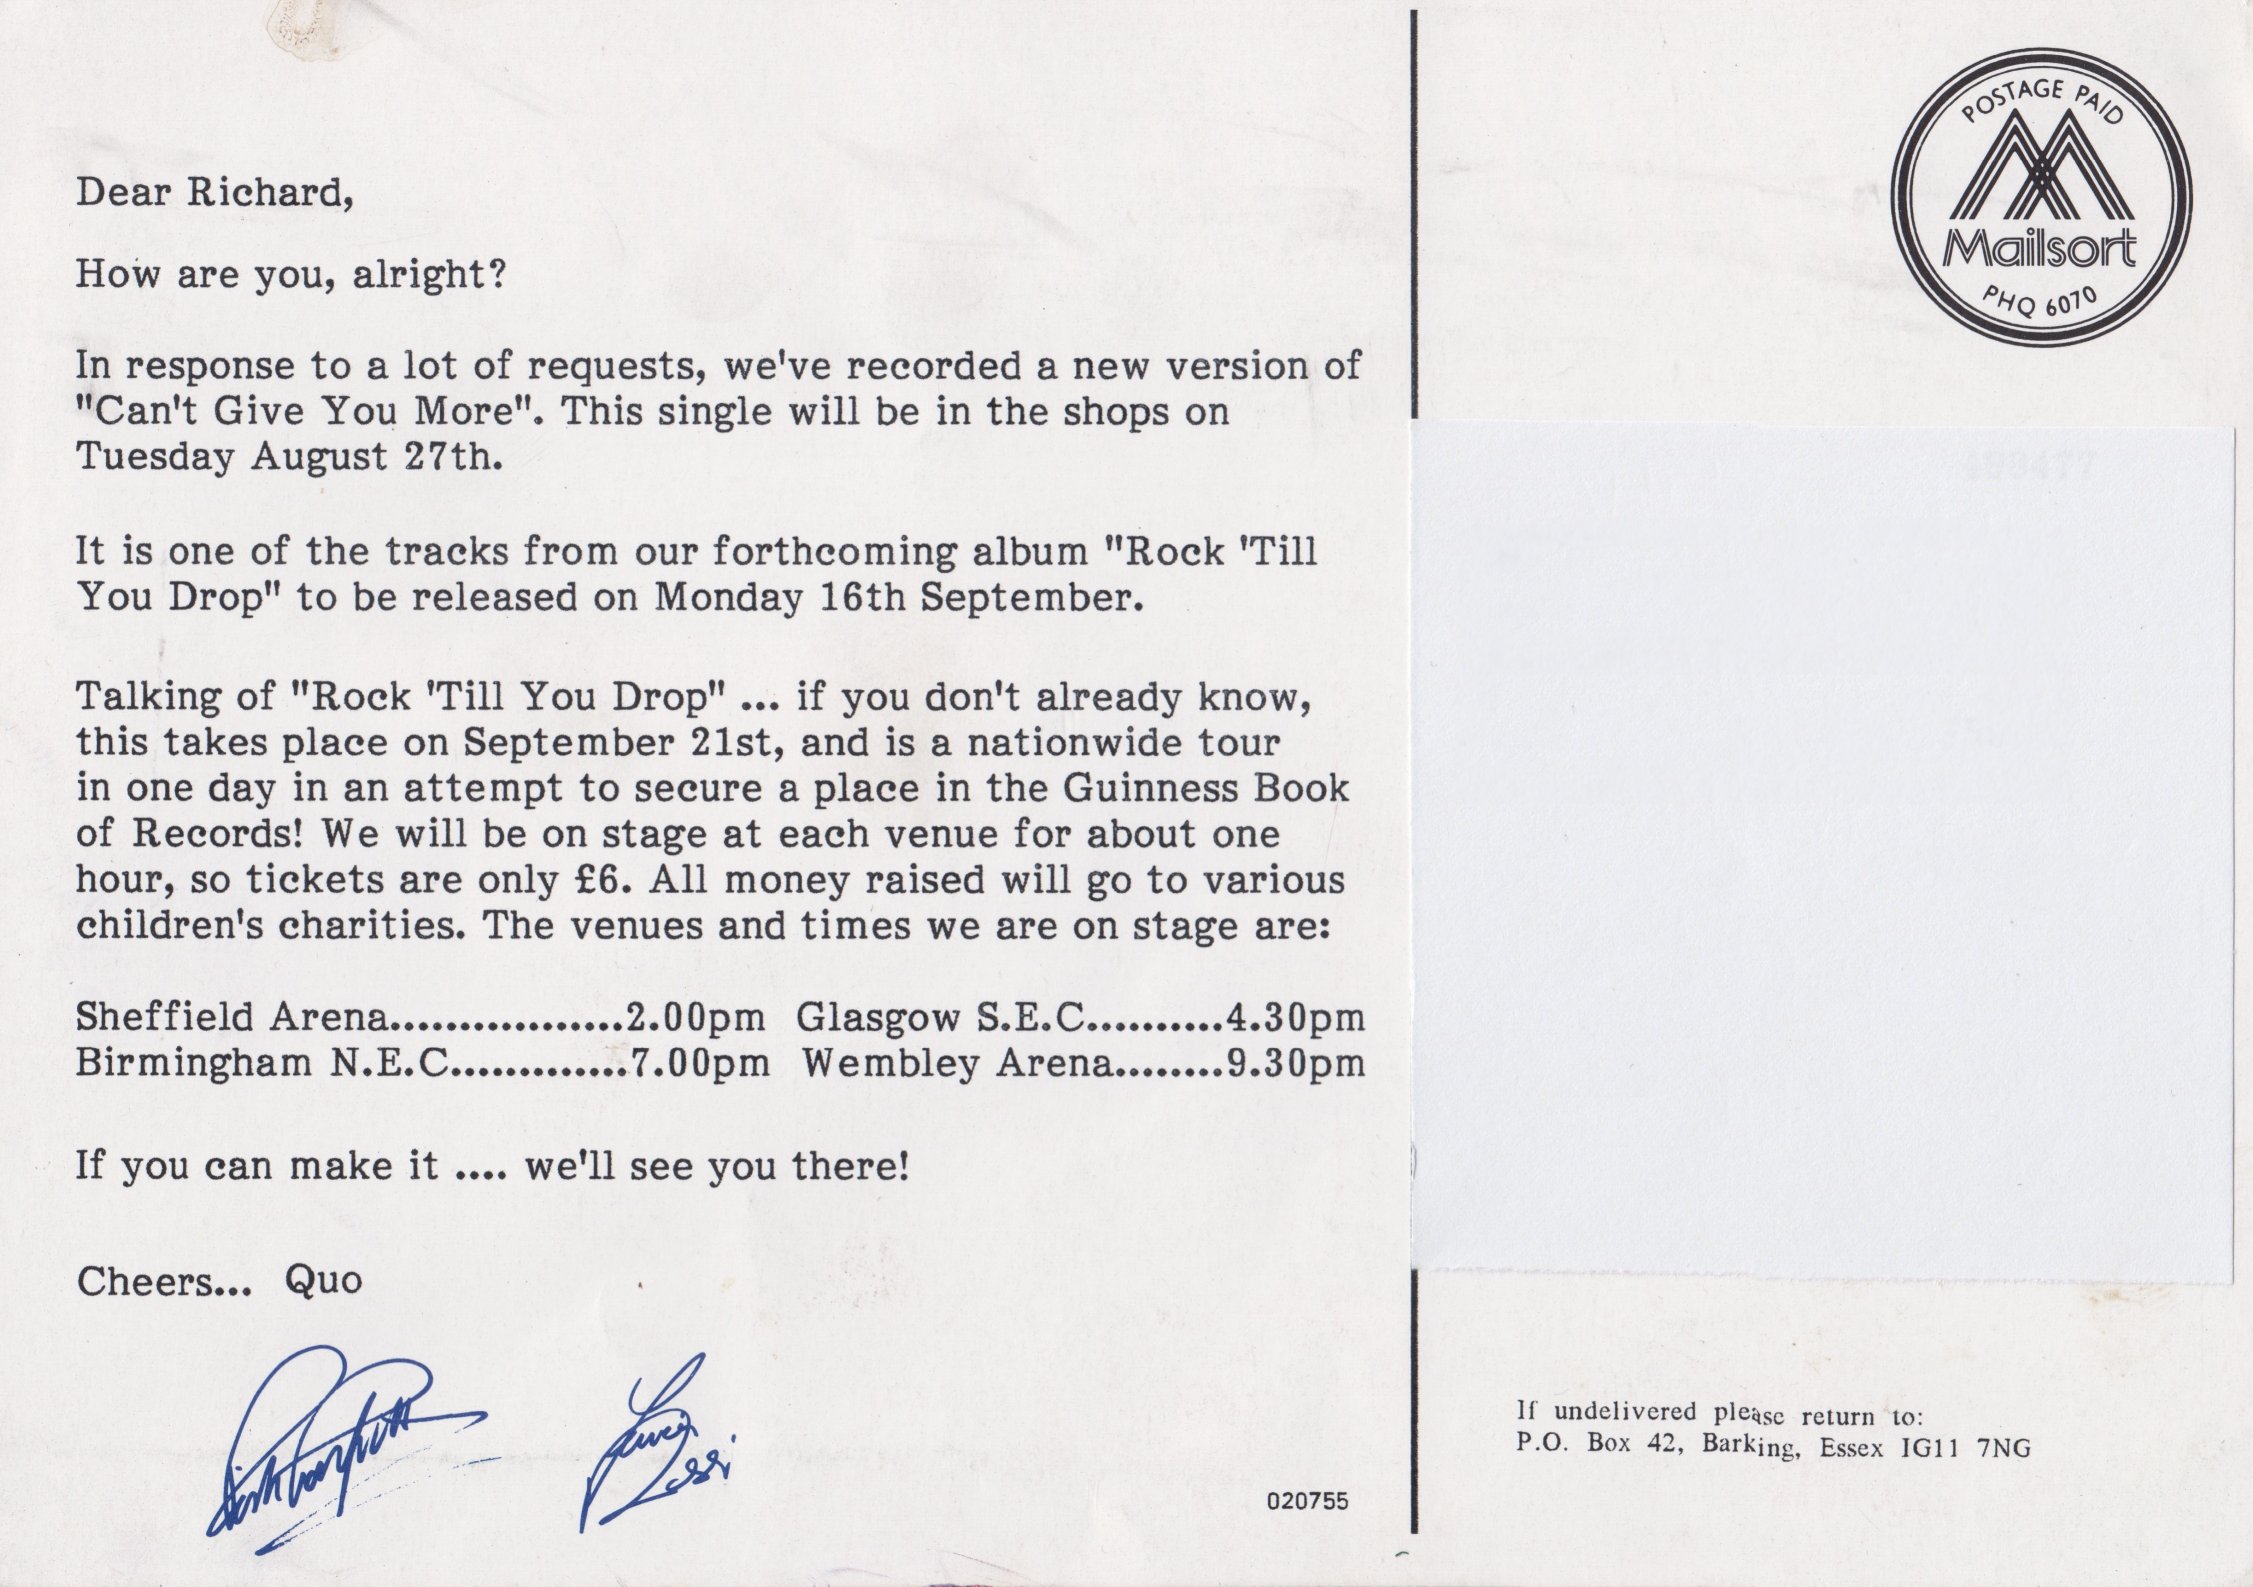 Dear Richard,
How are you, alright?
In response to a lot of requests, we've recorded a new version of
"Can't Give You More". This single will be in the shops on
Tuesday August 27th.
It is one of the tracks from our forthcoming album "Rock 'Till
You Drop" to be released on Monday 16th September.
Talking of "Rock 'Till You Drop" ... if you don't already know,
this takes place on September 21st, and is a nationwide tour
in one day in an attempt to secure a place in the Guinness Book
of Records! We will be on stage at each venue for about one
hour, so tickets are only £6. All money raised will go to various
children's charities. The venues and times we are on stage are:
Sheffield Arena.................2.00pm Glasgow S.E.C..........4.30pm
Birmingham N.E.C.............7.00pm Wembley Arena........9.30pm
If you can make it .... we'll see you there!
Cheers... Quo
020755
POSTAGE PAID
Mailsort
PHQ 6070
If undelivered please return to:
P.O. Box 42, Barking, Essex IG11 7NG